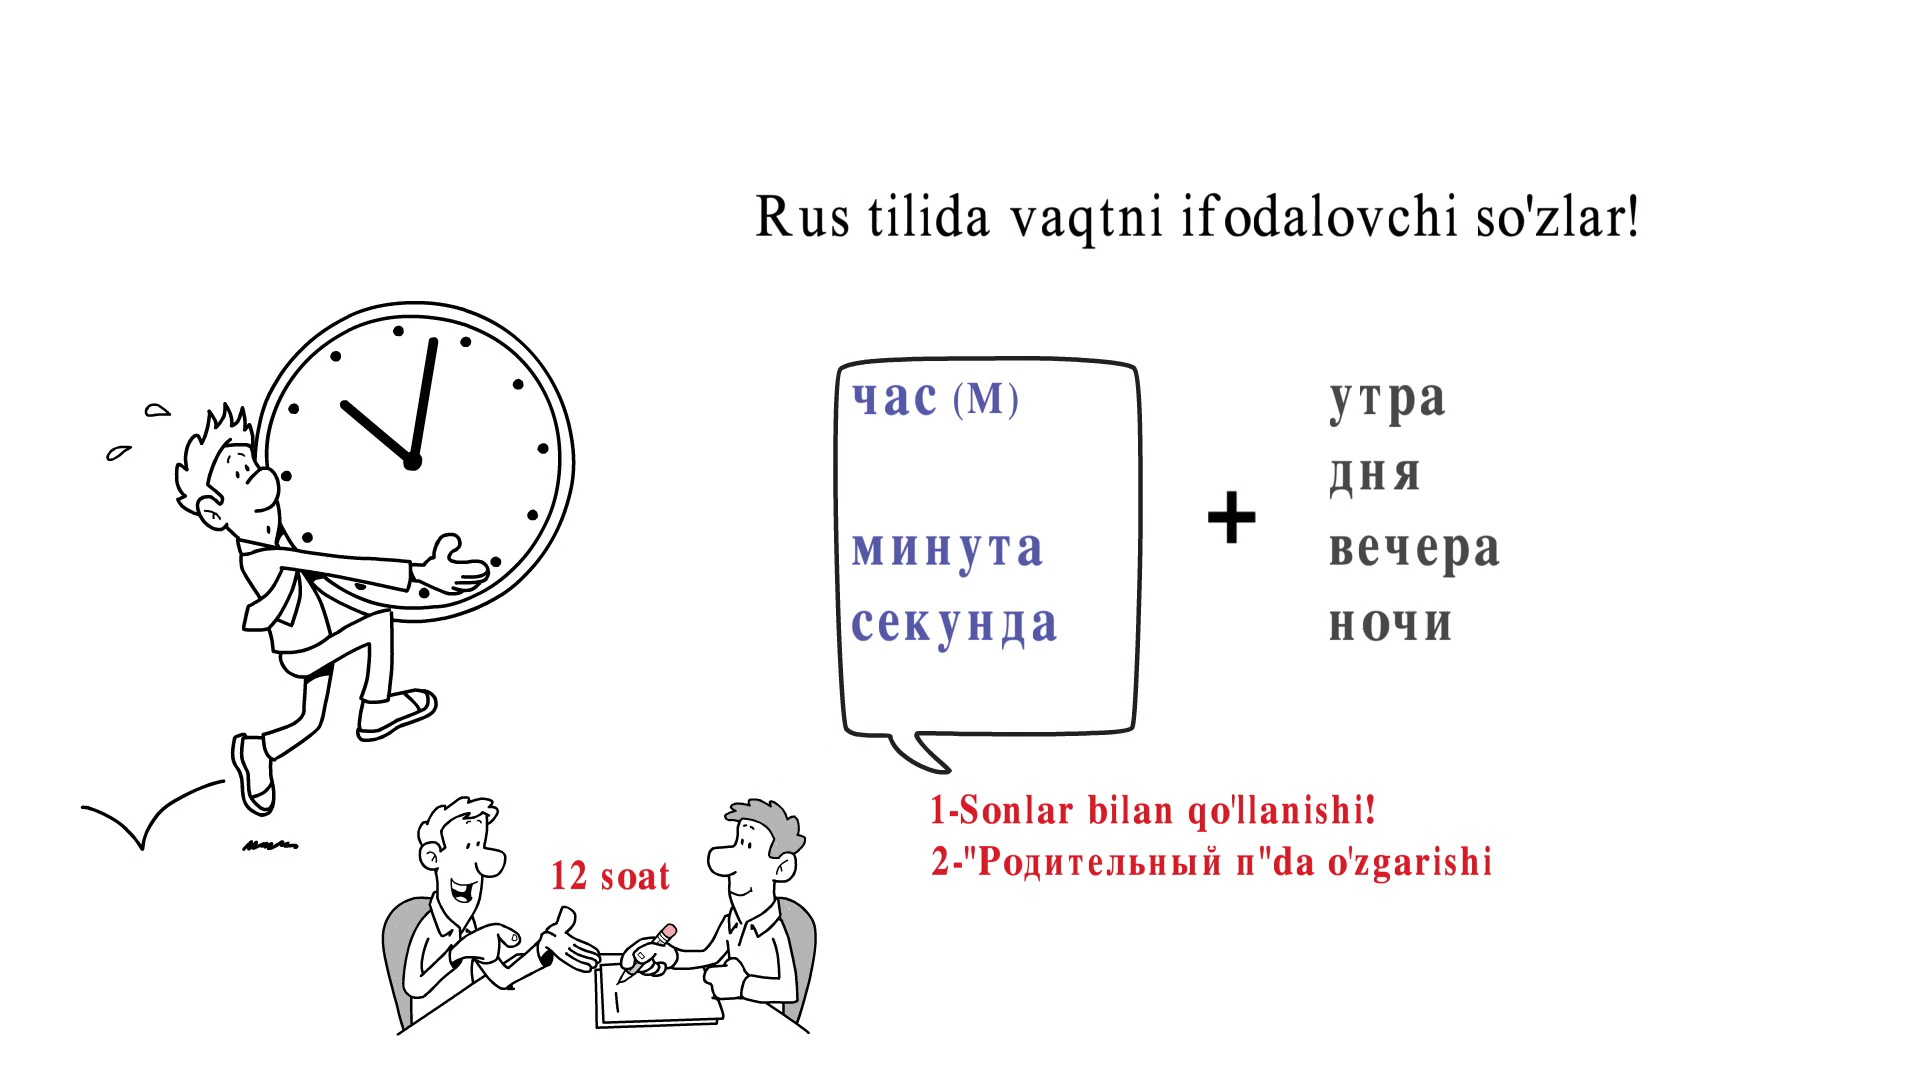 Rus tilida vaqtni ifodalovchi so'zlar!
час (М)
минута
секунда
+
утра
дня
вечера
ночи
12 soat
1-Sonlar bilan qo'llanishi!
2-"Родительный п"da o'zgarishi